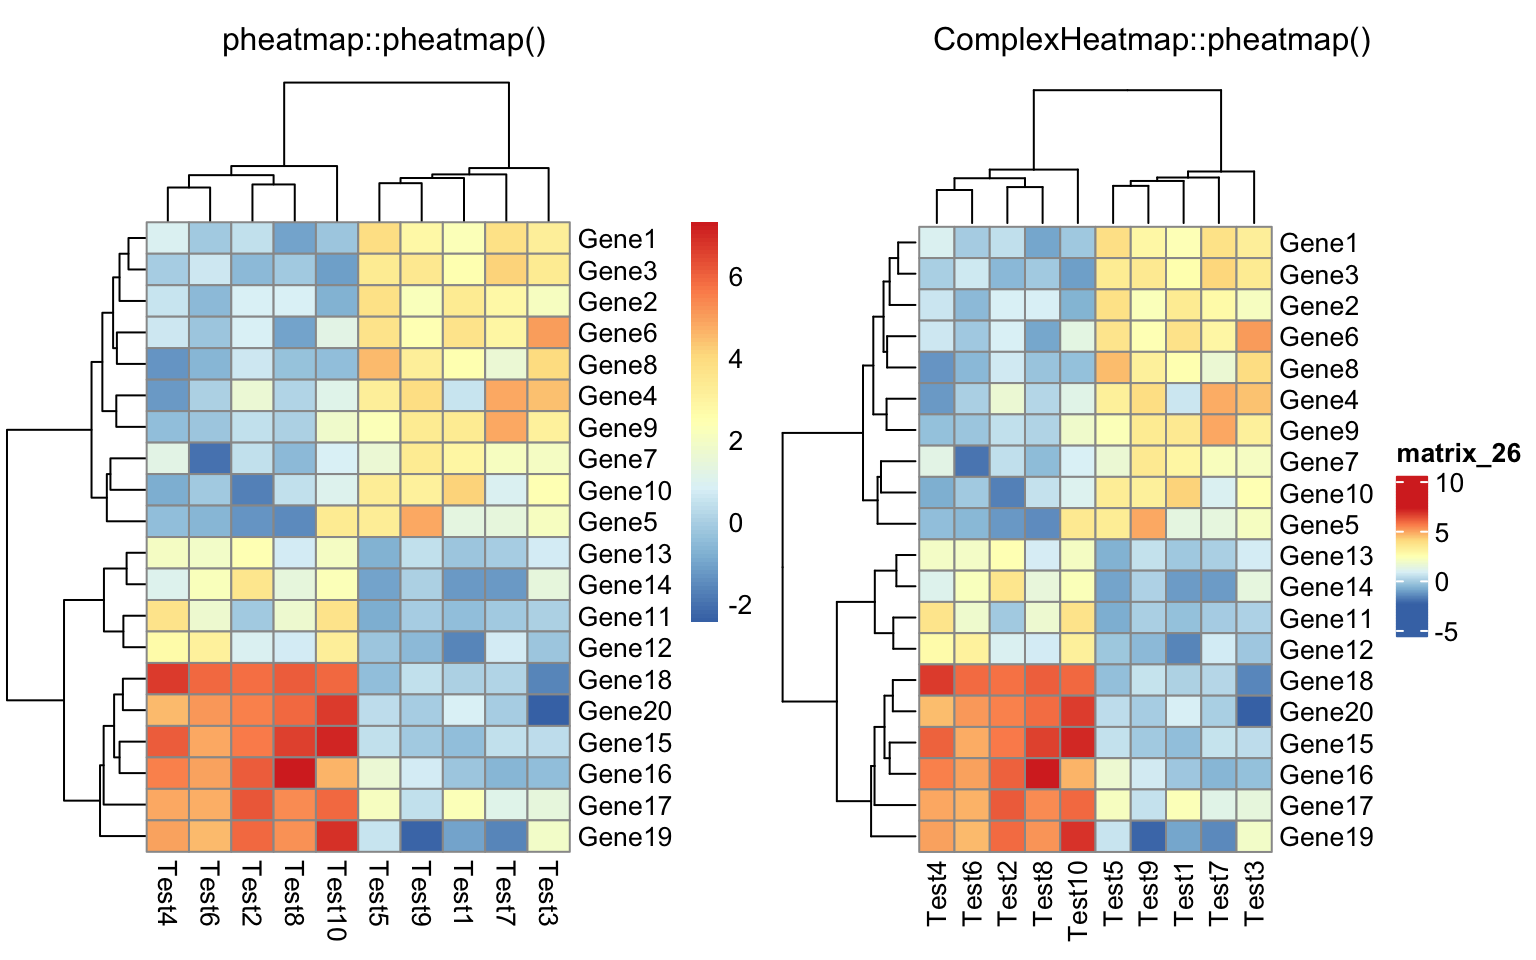 pheatmap::pheatmap()
Gene1
Gene3
Gene2
Gene6
Gene8
Gene4
Gene9
Gene7
Gene10
Gene5
Gene13
Gene14
Gene11
Gene12
Gene18
Gene20
Gene15
Gene16
Gene17
Gene19
6
4
2
0
-2
Test4
Test6
Test2
Test8
Test10
Test5
Test9
Test1
Test7
Test3
ComplexHeatmap::pheatmap()
Gene1
Gene3
Gene2
Gene6
Gene8
Gene4
Gene9
Gene7
Gene10
Gene5
Gene13
Gene14
Gene11
Gene12
Gene18
Gene20
Gene15
Gene16
Gene17
Gene19
matrix_26
10
5
0
-5
Test4
Test6
Test2
Test8
Test10
Test5
Test9
Test1
Test7
Test3